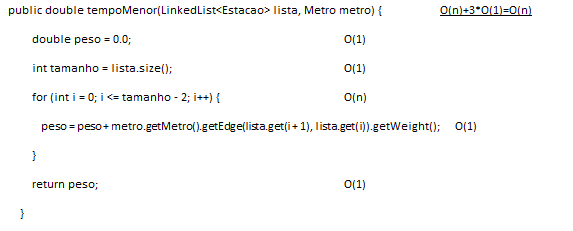 public double tempoMenor(LinkedList<Estacao> lista, Metro metro) { O(n)+3*O(1)=O(n)
double peso = 0.0; O(1)
int tamanho = lista.size(); O(1)
for (int i = 0; i <= tamanho - 2; i++) { O(n)
peso = peso + metro.getMetro().getEdge(lista.get(i + 1), lista.get(i)).getWeight(); O(1)
}
return peso; O(1)
}